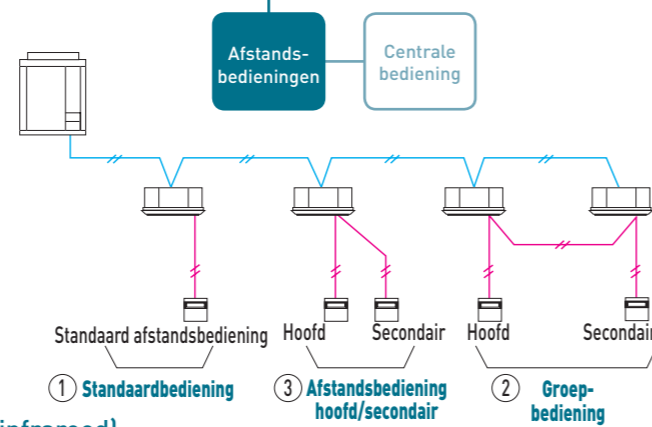 Afstands-
bedieningen
Centrale
bediening
Standaard afstandsbediening
Hoofd
Secondair
Hoofd
Secondair
1 Standaardbediening
3 Afstandsbediening
hoofd/secondair
2 Groep-
bediening
infrarood)